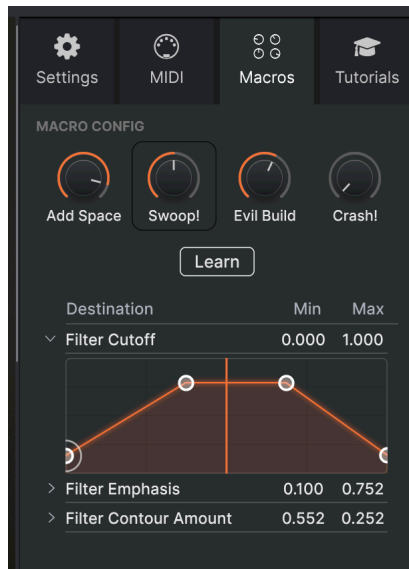 Settings MIDI Macros Tutorials
MACRO CONFIG
Add Space Swoop! Evil Build Crash!
Learn
Destination Min Max
Filter Cutoff 0.000 1.000
Filter Emphasis 0.100 0.752
Filter Contour Amount 0.552 0.252